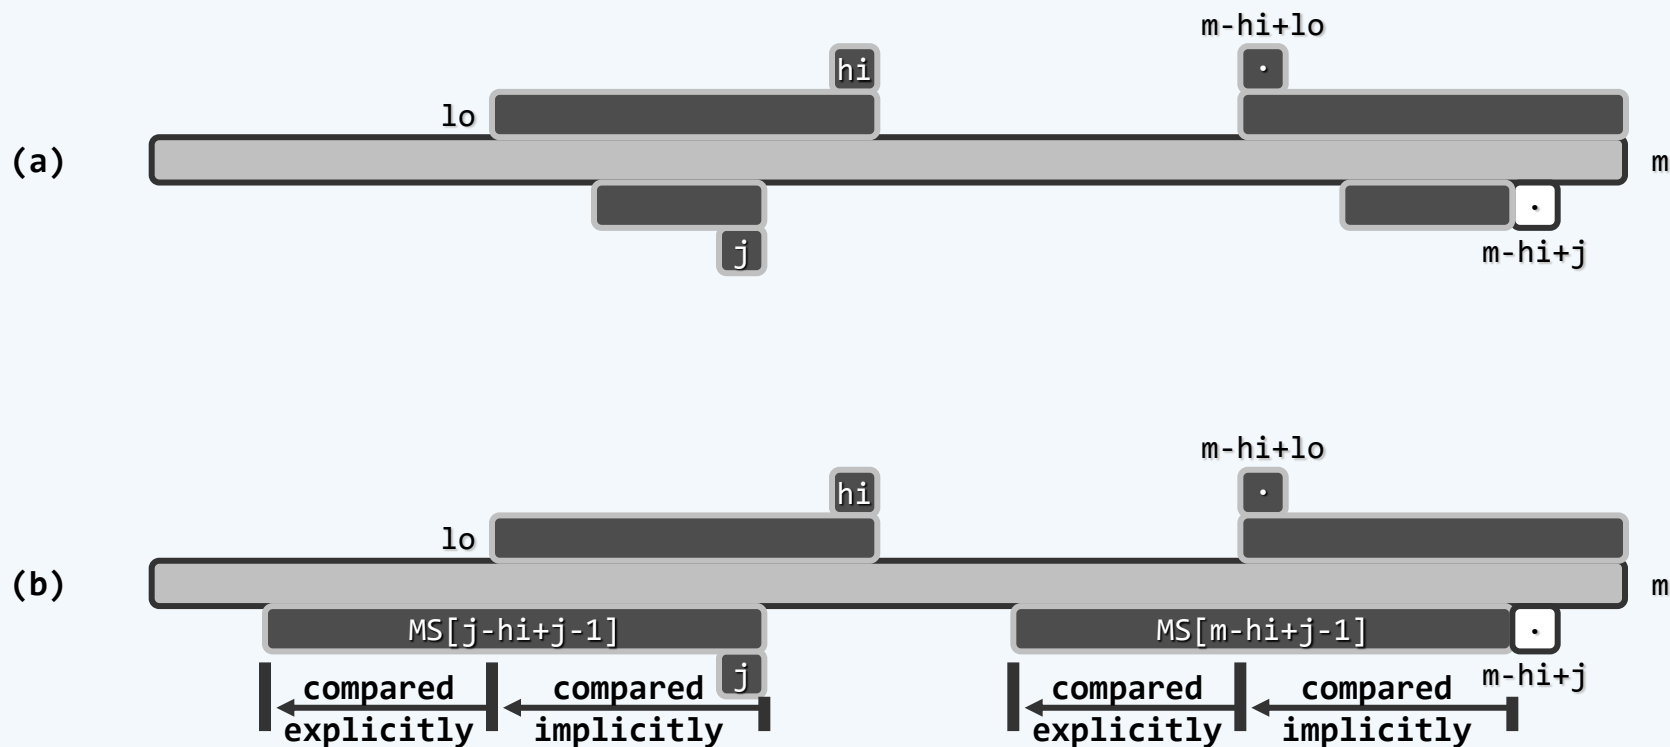 m-hi+lo
hi ·
lo
(a) m
·
j m-hi+j
m-hi+lo
hi ·
lo
(b) m
MS[j-hi+j-1] MS[m-hi+j-1] ·
j m-hi+j
compared compared compared compared
explicitly implicitly explicitly implicitly